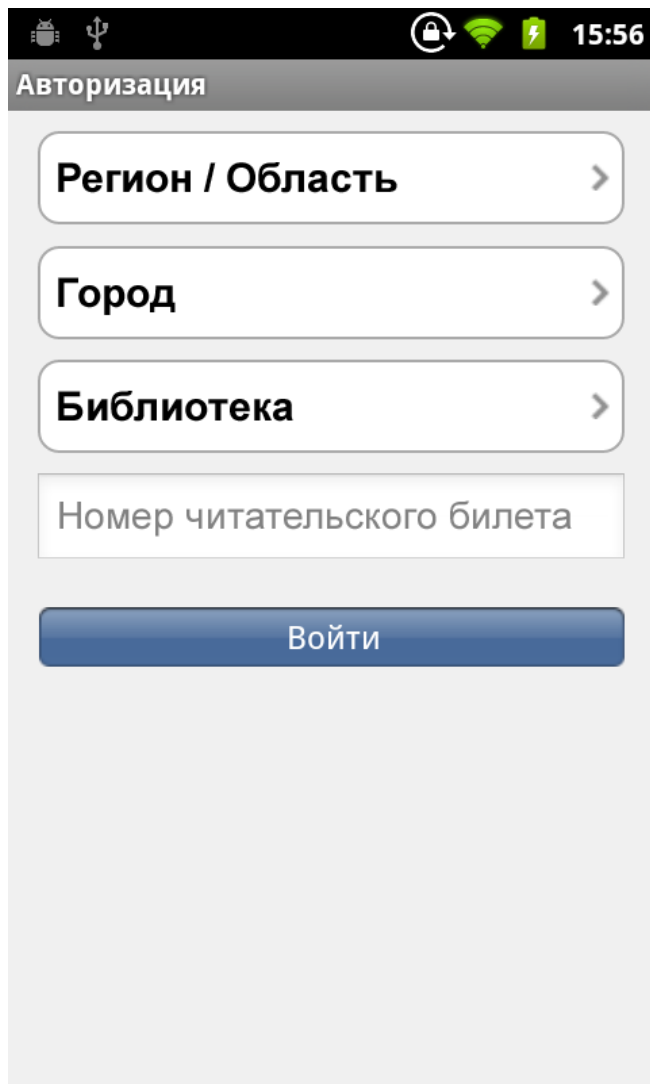 15:56
Авторизация
Регион / Область
Город
Библиотека
Номер читательского билета
Войти